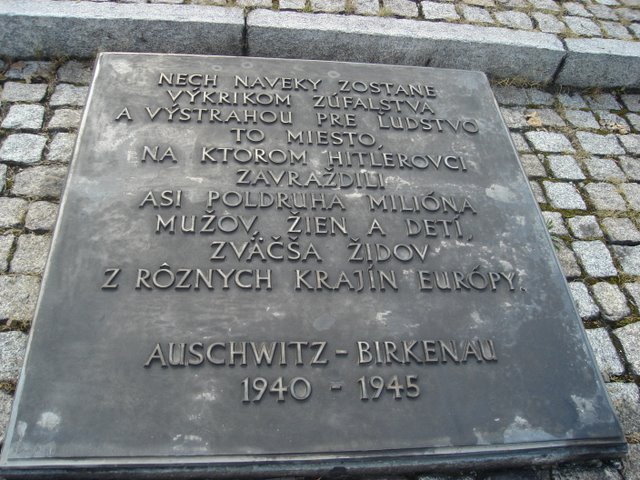 NECH NAVEKY ZOSTANE
VÝKRIKOM ZÚFALSTVA
A VÝSTRAHOU PRE ĽUDSTVO
TO MIESTO,
NA KTOROM HITLEROVCI
ZAVRAŽDILI
ASI POLDRUHA MILIÓNA
MUŽOV, ŽIEN A DETÍ,
ZVÄČŠA ŽIDOV
Z RÔZNYCH KRAJÍN EURÓPY.
AUSCHWITZ - BIRKENAU
1940 - 1945